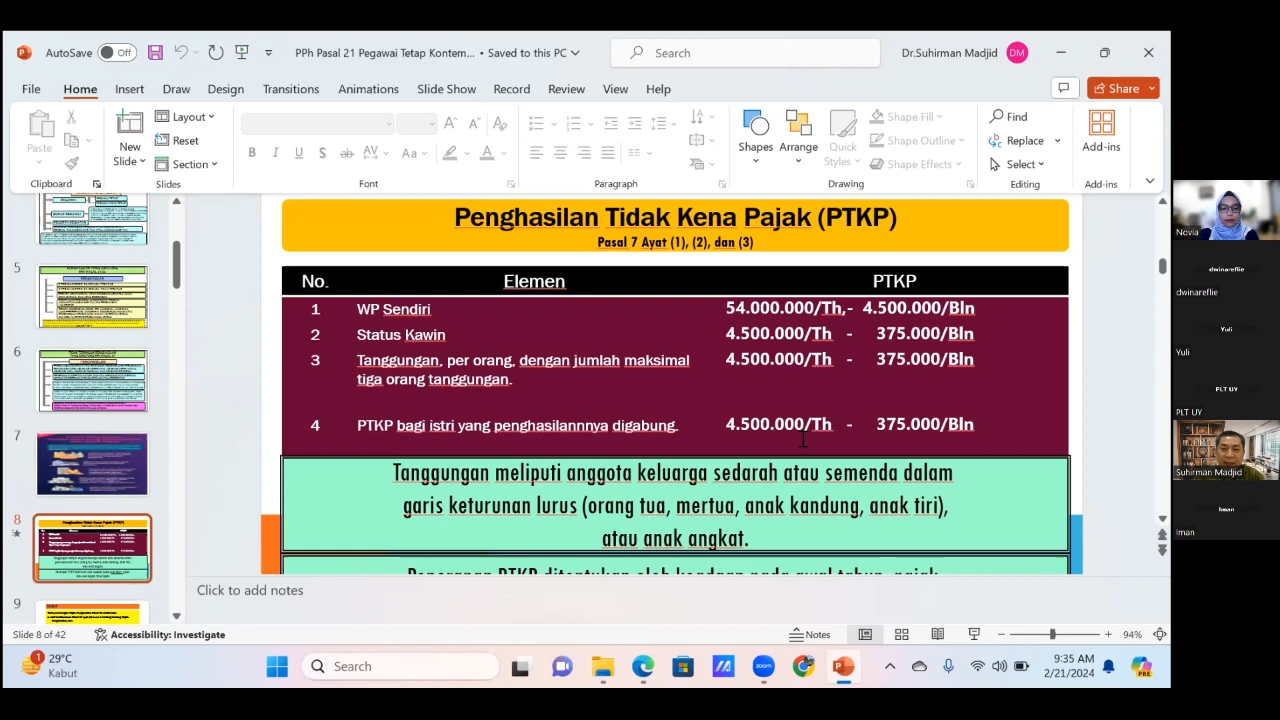 AutoSave Off PPh Pasal 21 Pegawai Tetap Kontem... • Saved to this PC Search Dr.Suhirman Madjid DM
File Home Insert Draw Design Transitions Animations Slide Show Record Review View Help Share
Paste
New
Slide
Layout
Reset
Section
Shapes
Arrange
Quick
Styles
Shape Fill
Shape Outline
Shape Effects
Find
Replace
Select
Add-ins
Clipboard Slides Font Paragraph Drawing Editing Add-ins
5
6
7
8
9
Penghasilan Tidak Kena Pajak (PTKP)
Pasal 7 Ayat (1), (2), dan (3)
No. Elemen PTKP
1 WP Sendiri 54.000.000/Th,- 4.500.000/Bln
2 Status Kawin 4.500.000/Th - 375.000/Bln
3 Tanggungan, per orang, dengan jumlah maksimal 4.500.000/Th - 375.000/Bln
tiga orang tanggungan.
4 PTKP bagi istri yang penghasilannnya digabung. 4.500.000/Th - 375.000/Bln
Tanggungan meliputi anggota keluarga sedarah atau semenda dalam
garis keturunan lurus (orang tua, mertua, anak kandung, anak tiri),
atau anak angkat.
Click to add notes
Slide 8 of 42 Accessibility: Investigate Notes 94%
1 29°C
Kabut
Search
zoom
9:35 AM
2/21/2024
PRE
Novia
dwinareflie
dwinareflie
Yuli
Yuli
PLT UY
PLT UY
Suhirman Madjid
Iman
Iman